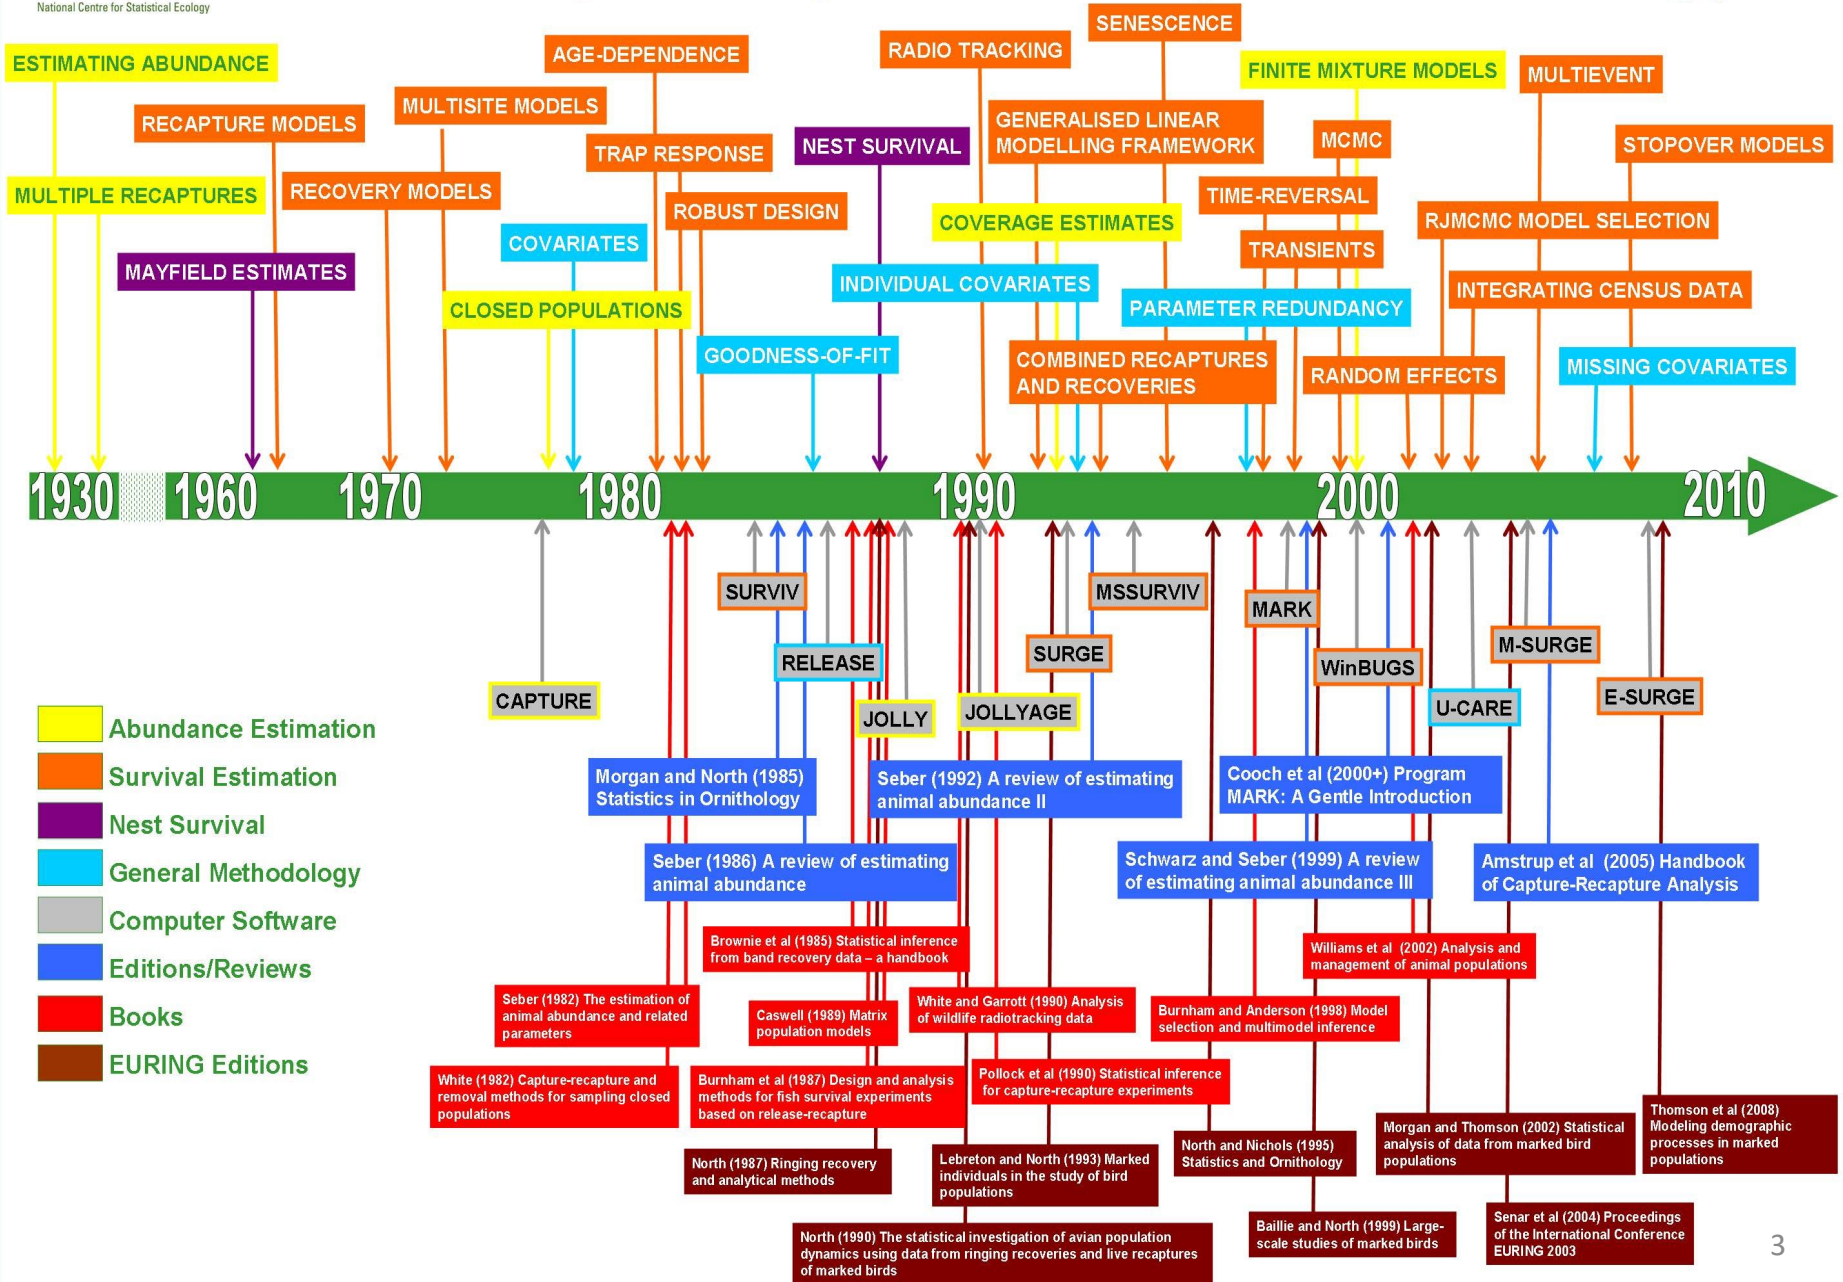 National Centre for Statistical Ecology
SENESCENCE
ESTIMATING ABUNDANCE
AGE-DEPENDENCE
RADIO TRACKING
FINITE MIXTURE MODELS
MULTIEVENT
RECAPTURE MODELS
MULTISITE MODELS
GENERALISED LINEAR
MODELLING FRAMEWORK
MCMC
STOPOVER MODELS
TRAP RESPONSE
NEST SURVIVAL
MULTIPLE RECAPTURES
RECOVERY MODELS
ROBUST DESIGN
COVERAGE ESTIMATES
TIME-REVERSAL
RJMCMC MODEL SELECTION
COVARIATES
TRANSIENTS
MAYFIELD ESTIMATES
INDIVIDUAL COVARIATES
INTEGRATING CENSUS DATA
CLOSED POPULATIONS
PARAMETER REDUNDANCY
GOODNESS-OF-FIT
COMBINED RECAPTURES
AND RECOVERIES
RANDOM EFFECTS
MISSING COVARIATES
1930
1960
1970
1980
1990
2000
2010
SURVIV
MSSURVIV
MARK
RELEASE
SURGE
WinBUGS
M-SURGE
CAPTURE
JOLLY
JOLLYAGE
U-CARE
E-SURGE
Abundance Estimation
Survival Estimation
Nest Survival
General Methodology
Computer Software
Editions/Reviews
Books
EURING Editions
Morgan and North (1985)
Statistics in Ornithology
Seber (1992) A review of estimating
animal abundance II
Cooch et al (2000+) Program
MARK: A Gentle Introduction
Seber (1986) A review of estimating
animal abundance
Schwarz and Seber (1999) A review
of estimating animal abundance III
Amstrup et al (2005) Handbook
of Capture-Recapture Analysis
Brownie et al (1985) Statistical inference
from band recovery data – a handbook
Williams et al (2002) Analysis and
management of animal populations
Seber (1982) The estimation of
animal abundance and related
parameters
Caswell (1989) Matrix
population models
White and Garrott (1990) Analysis
of wildlife radiotracking data
Burnham and Anderson (1998) Model
selection and multimodel inference
White (1982) Capture-recapture and
removal methods for sampling closed
populations
Burnham et al (1987) Design and analysis
methods for fish survival experiments
based on release-recapture
Pollock et al (1990) Statistical inference
for capture-recapture experiments
North (1987) Ringing recovery
and analytical methods
Lebreton and North (1993) Marked
individuals in the study of bird
populations
North and Nichols (1995)
Statistics and Ornithology
Morgan and Thomson (2002) Statistical
analysis of data from marked bird
populations
Thomson et al (2008)
Modeling demographic
processes in marked
populations
North (1990) The statistical investigation of avian population
dynamics using data from ringing recoveries and live recaptures
of marked birds
Baillie and North (1999) Large-
scale studies of marked birds
Senar et al (2004) Proceedings
of the International Conference
EURING 2003
3